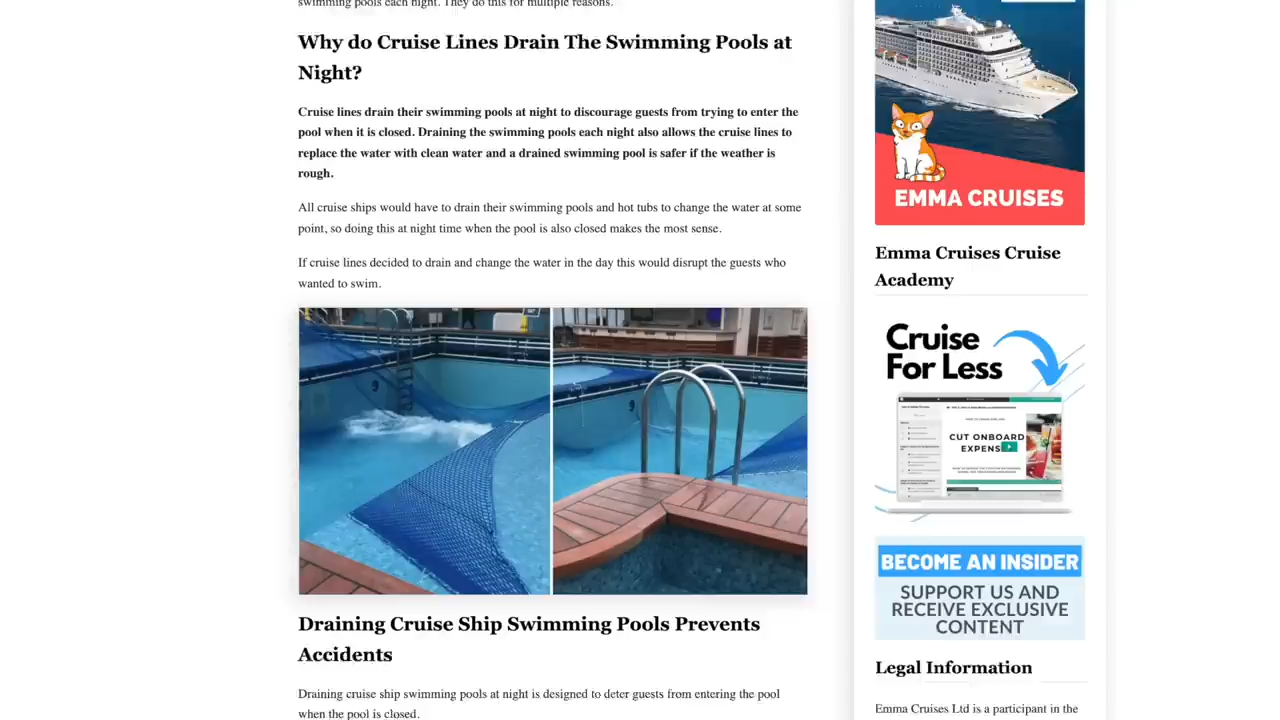 swimming pools each night. They do this for multiple reasons.
Why do Cruise Lines Drain The Swimming Pools at
Night?
Cruise lines drain their swimming pools at night to discourage guests from trying to enter the
pool when it is closed. Draining the swimming pools each night also allows the cruise lines to
replace the water with clean water and a drained swimming pool is safer if the weather is
rough.
All cruise ships would have to drain their swimming pools and hot tubs to change the water at some
point, so doing this at night time when the pool is also closed makes the most sense.
If cruise lines decided to drain and change the water in the day this would disrupt the guests who
wanted to swim.
Draining Cruise Ship Swimming Pools Prevents
Accidents
Draining cruise ship swimming pools at night is designed to deter guests from entering the pool
when the pool is closed.
EMMA CRUISES
Emma Cruises Cruise
Academy
Cruise
For Less
CUT ONBOARD
BECOME AN INSIDER
SUPPORT US AND
RECEIVE EXCLUSIVE
CONTENT
Legal Information
Emma Cruises Ltd is a participant in the